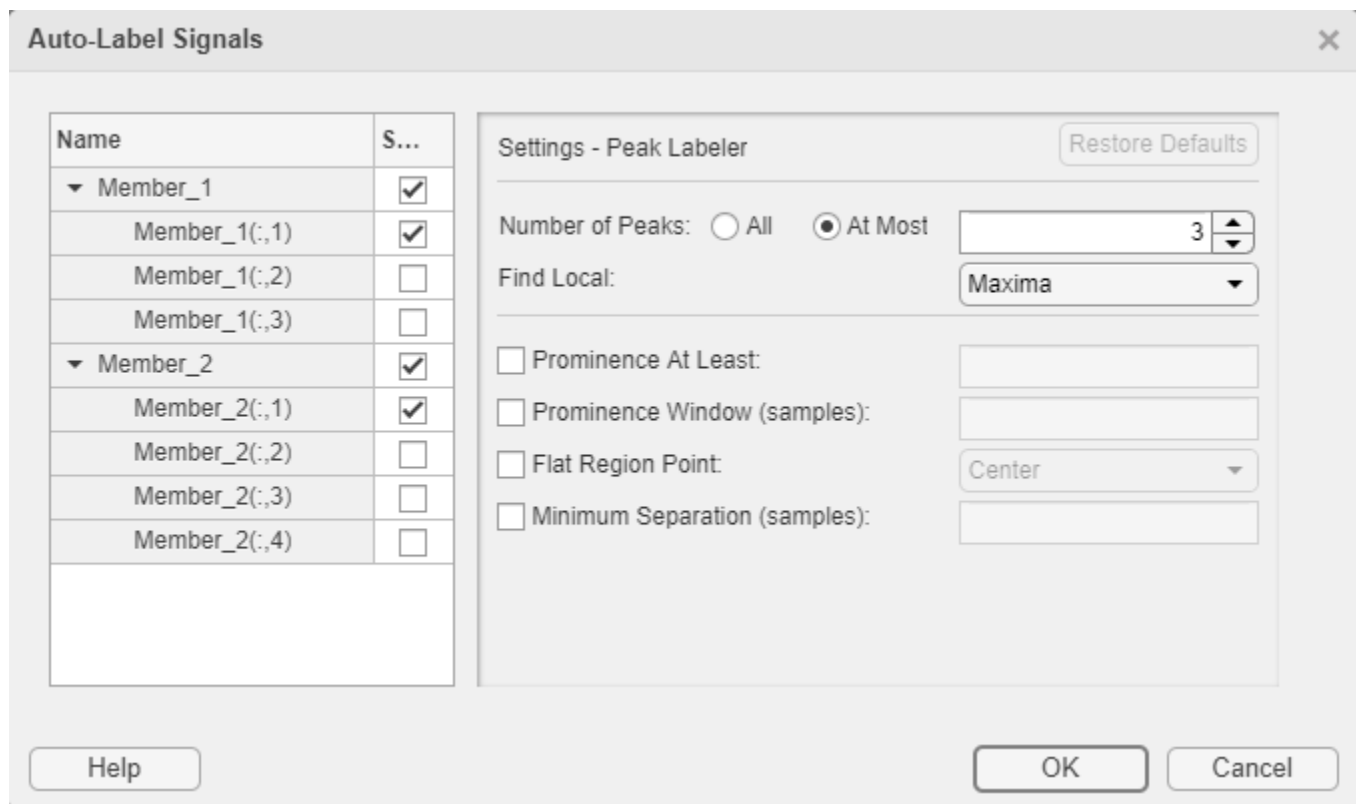 Auto-Label Signals
Name S...
Member_1
Member_1(:,1)
Member_1(:,2)
Member_1(:,3)
Member_2
Member_2(:,1)
Member_2(:,2)
Member_2(:,3)
Member_2(:,4)
Settings - Peak Labeler Restore Defaults
Number of Peaks: All At Most 3
Find Local: Maxima
Prominence At Least:
Prominence Window (samples):
Flat Region Point: Center
Minimum Separation (samples):
Help OK Cancel